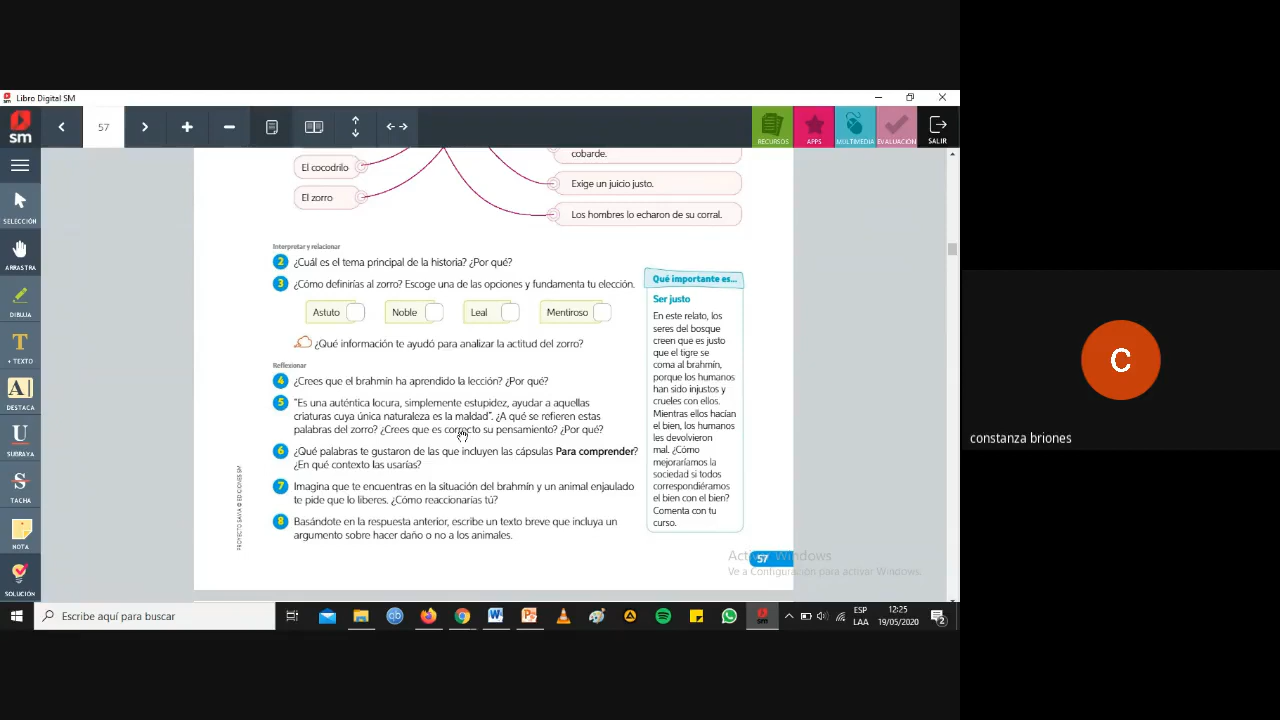 Libro Digital SM
sm
57
RECURSOS
APPS
MULTIMEDIA
EVALUACIÓN
SALIR
SELECCIÓN
ARRASTRA
DIBUJA
T
+ TEXTO
A
DESTACA
U
SUBRAYA
S
TACHA
NOTA
SOLUCION
cobarde.
El cocodrilo
Exige un juicio justo.
El zorro
Los hombres lo echaron de su corral.
Interpretar y relacionar
2 ¿Cuál es el tema principal de la historia? ¿Por qué?
3 ¿Cómo definirías al zorro? Escoge una de las opciones y fundamenta tu elección.
Astuto Noble Leal Mentiroso
¿Qué información te ayudó para analizar la actitud del zorro?
Reflexionar
4 ¿Crees que el brahmín ha aprendido la lección? ¿Por qué?
5 "Es una auténtica locura, simplemente estupidez, ayudar a aquellas
criaturas cuya única naturaleza es la maldad". ¿A qué se refieren estas
palabras del zorro? ¿Crees que es correcto su pensamiento? ¿Por qué?
6 ¿Qué palabras te gustaron de las que incluyen las cápsulas Para comprender?
¿En qué contexto las usarías?
7 Imagina que te encuentras en la situación del brahmín y un animal enjaulado
te pide que lo liberes. ¿Cómo reaccionarías tú?
8 Basándote en la respuesta anterior, escribe un texto breve que incluya un
argumento sobre hacer daño o no a los animales.
Qué importante es...
Ser justo
En este relato, los
seres del bosque
creen que es justo
que el tigre se
coma al brahmín,
porque los humanos
han sido injustos y
crueles con ellos.
Mientras ellos hacían
el bien, los humanos
les devolvieron
mal. ¿Cómo
mejoraríamos la
sociedad si todos
correspondiéramos
el bien con el bien?
Comenta con tu
curso.
PROYECTO SAVIA © EDICIONES SM
57
Activar Windows
Ve a Configuración para activar Windows.
Escribe aquí para buscar
ESP
LAA
12:25
19/05/2020
2
C
constanza briones